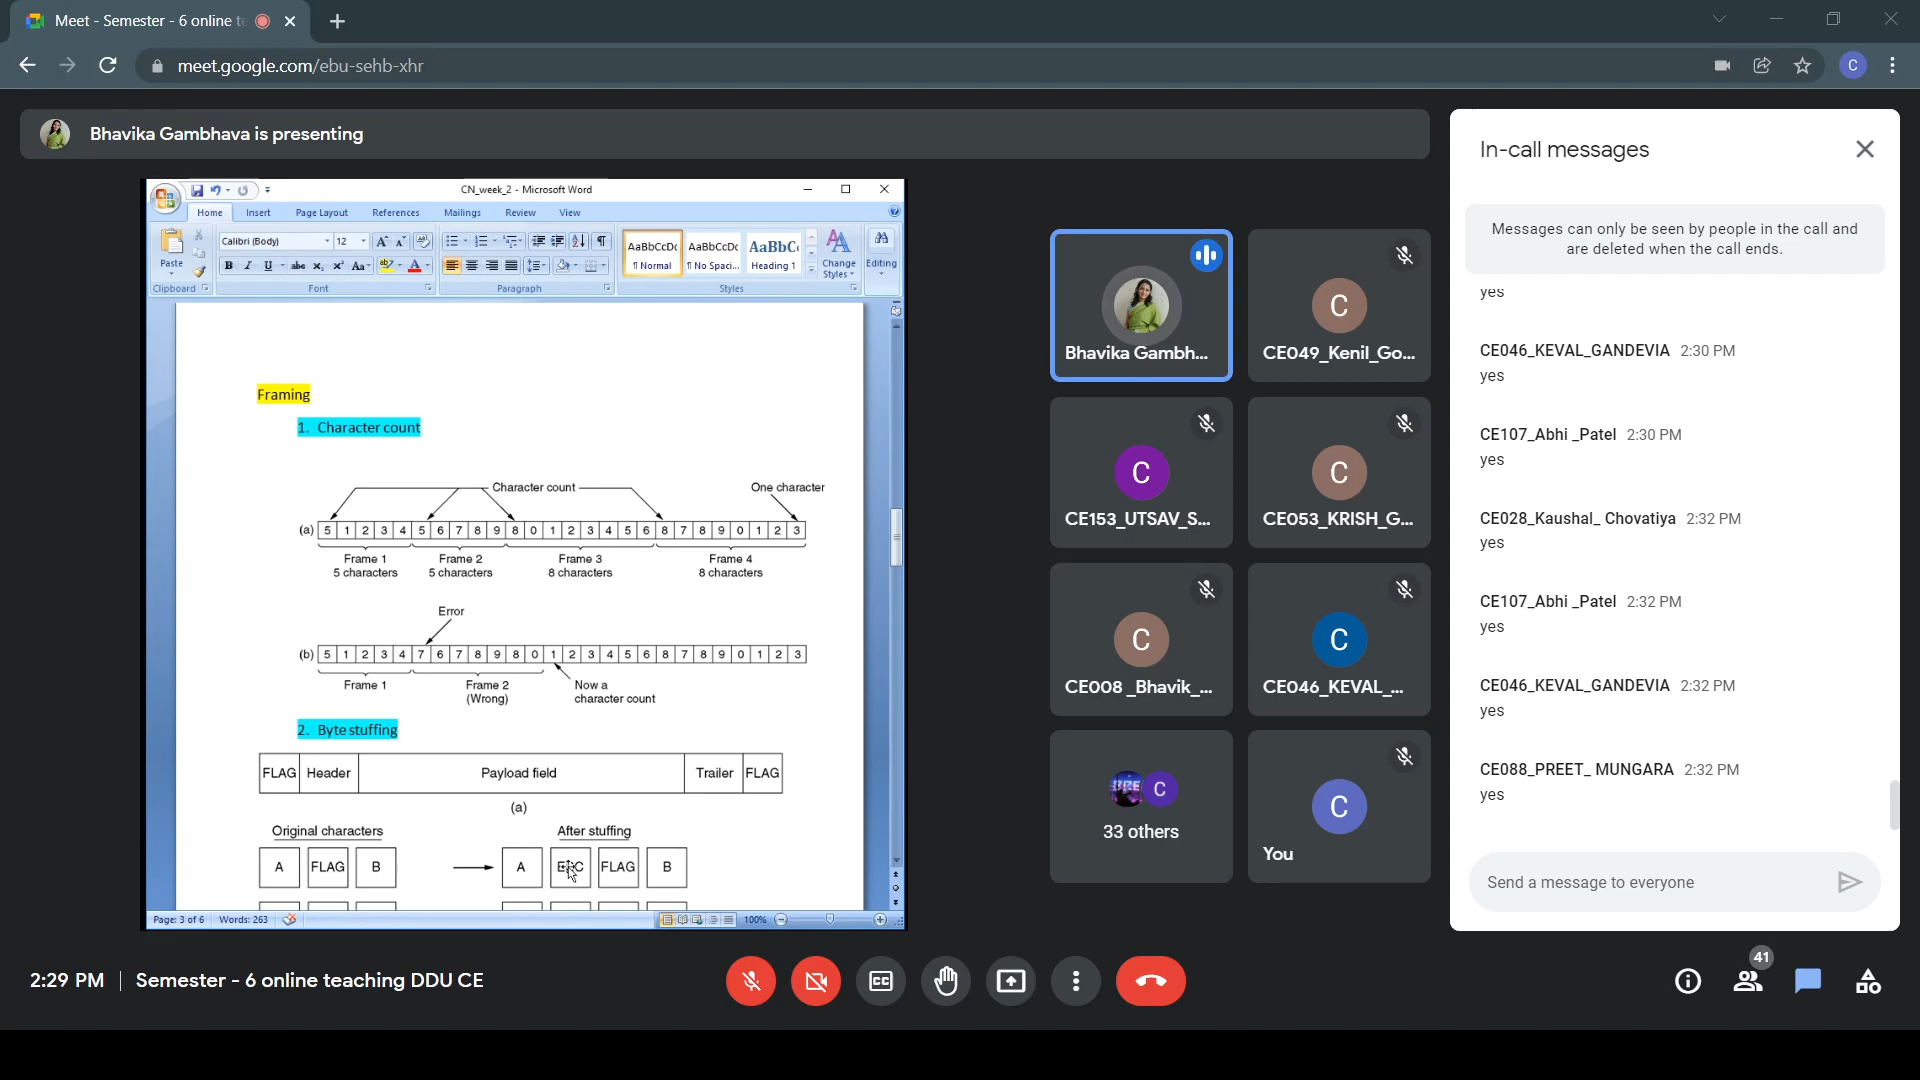 Meet - Semester - 6 online te
meet.google.com/ebu-sehb-xhr
C
Bhavika Gambhava is presenting
CN_week_2 - Microsoft Word
Home Insert Page Layout References Mailings Review View
Paste
Calibri (Body) 12
AaBbCcDc AaBbCcDc AaBbC
¶ Normal ¶ No Spaci... Heading 1
Change Styles
Editing
Clipboard Font Paragraph Styles
Framing
1. Character count
Character count One character
(a) 5 1 2 3 4 5 6 7 8 9 8 0 1 2 3 4 5 6 8 7 8 9 0 1 2 3
Frame 1 Frame 2 Frame 3 Frame 4
5 characters 5 characters 8 characters 8 characters
Error
(b) 5 1 2 3 4 7 6 7 8 9 8 0 1 2 3 4 5 6 8 7 8 9 0 1 2 3
Frame 1 Frame 2 Now a
(Wrong) character count
2. Byte stuffing
FLAG Header Payload field Trailer FLAG
(a)
Original characters After stuffing
A FLAG B A ESC FLAG B
Page: 3 of 6 Words: 263 100%
Bhavika Gambh...
C
CE049_Kenil_Go...
C
CE153_UTSAV_S...
C
CE053_KRISH_G...
C
CE008 _Bhavik_...
C
CE046_KEVAL_...
C
33 others
C
You
In-call messages
Messages can only be seen by people in the call and
are deleted when the call ends.
yes
CE046_KEVAL_GANDEVIA 2:30 PM
yes
CE107_Abhi _Patel 2:30 PM
yes
CE028_Kaushal_ Chovatiya 2:32 PM
yes
CE107_Abhi _Patel 2:32 PM
yes
CE046_KEVAL_GANDEVIA 2:32 PM
yes
CE088_PREET_ MUNGARA 2:32 PM
yes
Send a message to everyone
2:29 PM | Semester - 6 online teaching DDU CE
41